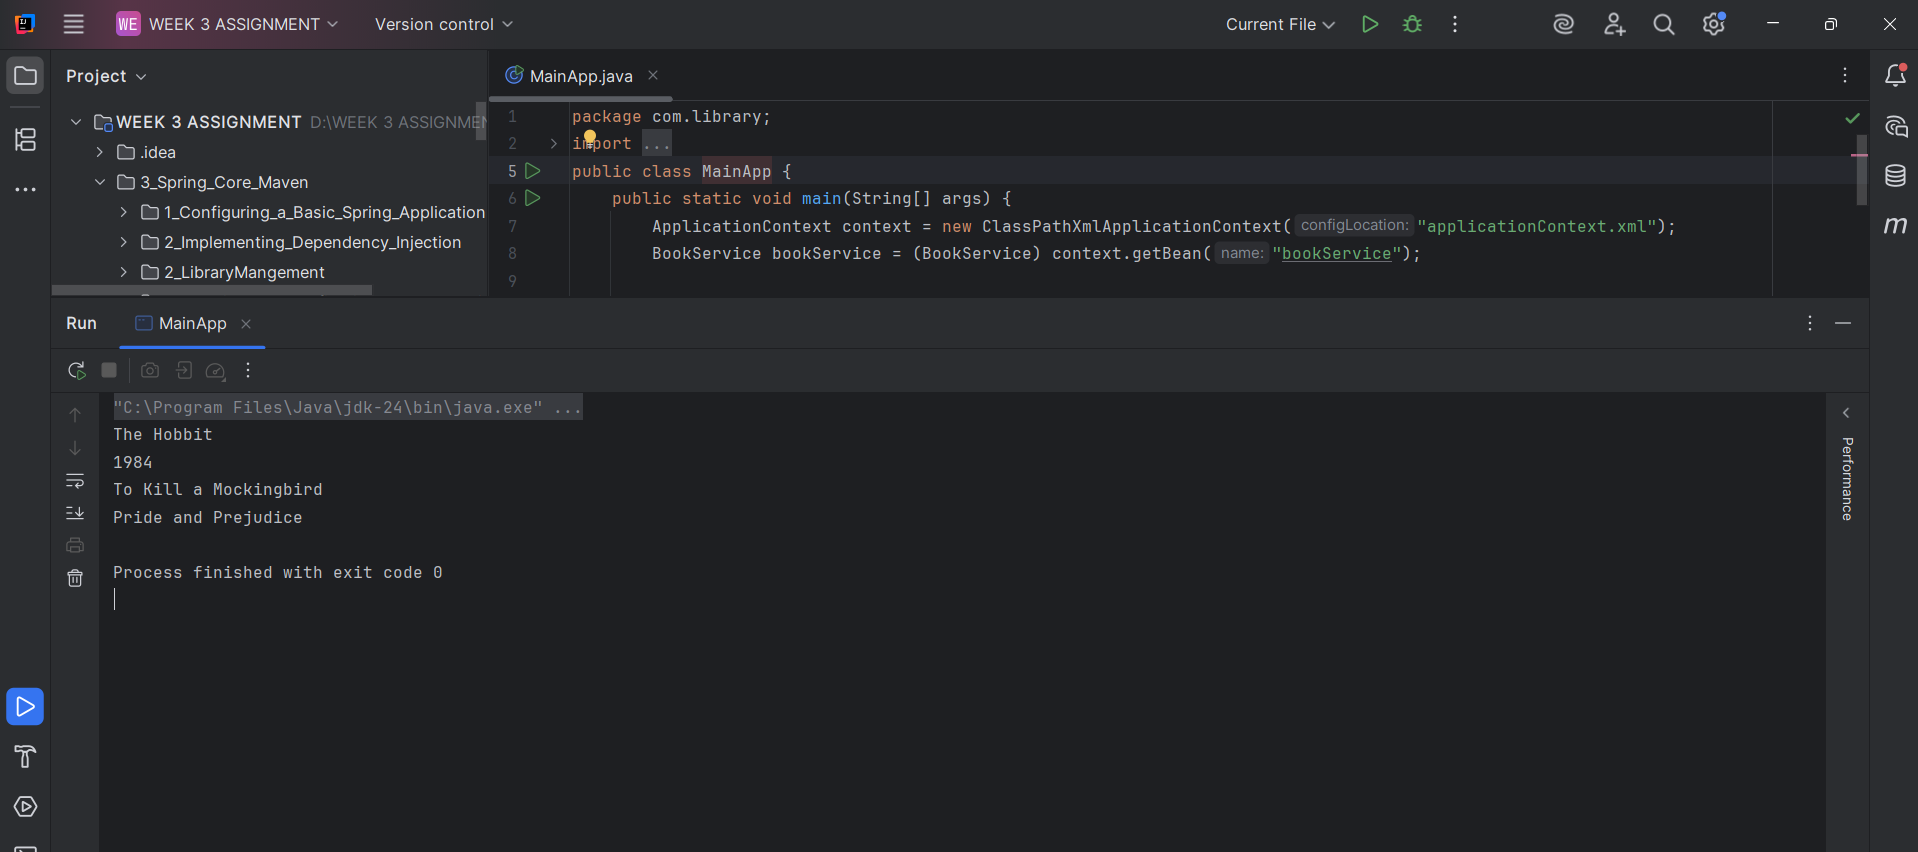 WE WEEK 3 ASSIGNMENT Version control Current File
Project
WEEK 3 ASSIGNMENT D:\WEEK 3 ASSIGNME
.idea
3_Spring_Core_Maven
1_Configuring_a_Basic_Spring_Application
2_Implementing_Dependency_Injection
2_LibraryMangement
MainApp.java
1 package com.library;
2 import ...
5 public class MainApp {
6 public static void main(String[] args) {
7 ApplicationContext context = new ClassPathXmlApplicationContext( configLocation: "applicationContext.xml");
8 BookService bookService = (BookService) context.getBean( name: "bookService");
9
Run MainApp
"C:\Program Files\Java\jdk-24\bin\java.exe" ...
The Hobbit
1984
To Kill a Mockingbird
Pride and Prejudice
Process finished with exit code 0
Performance
m